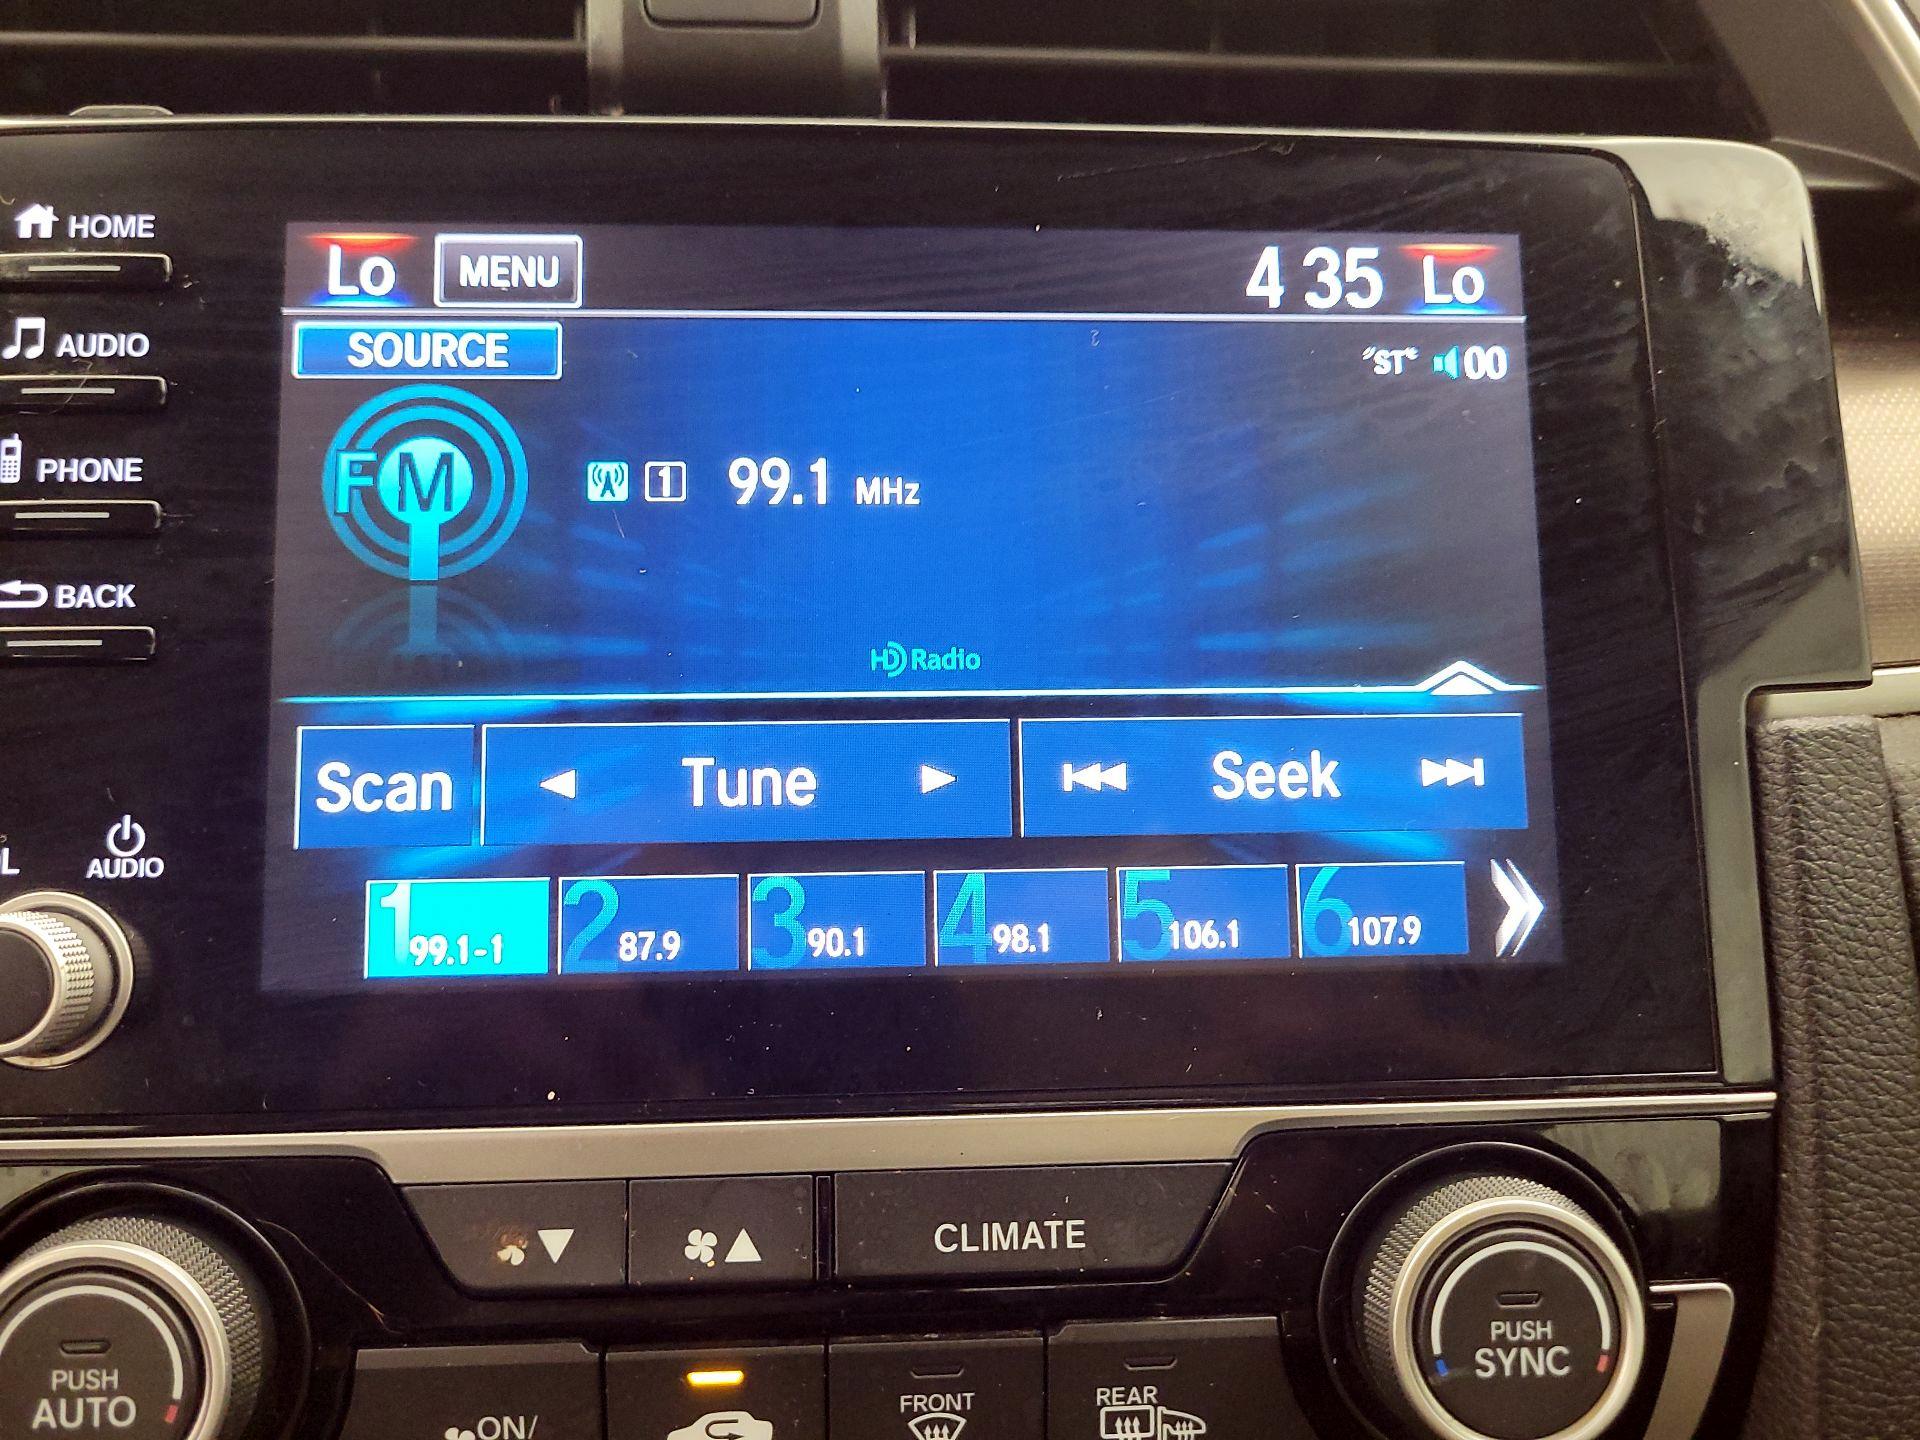 HOME
Lo MENU 4 35 Lo
AUDIO
SOURCE "ST" 00
FM 1 99.1 MHz
PHONE
BACK
HD Radio
Scan Tune Seek
L AUDIO
1 99.1-1 2 87.9 3 90.1 4 98.1 5 106.1 6 107.9
CLIMATE
PUSH AUTO
PUSH SYNC
ON/
FRONT
REAR